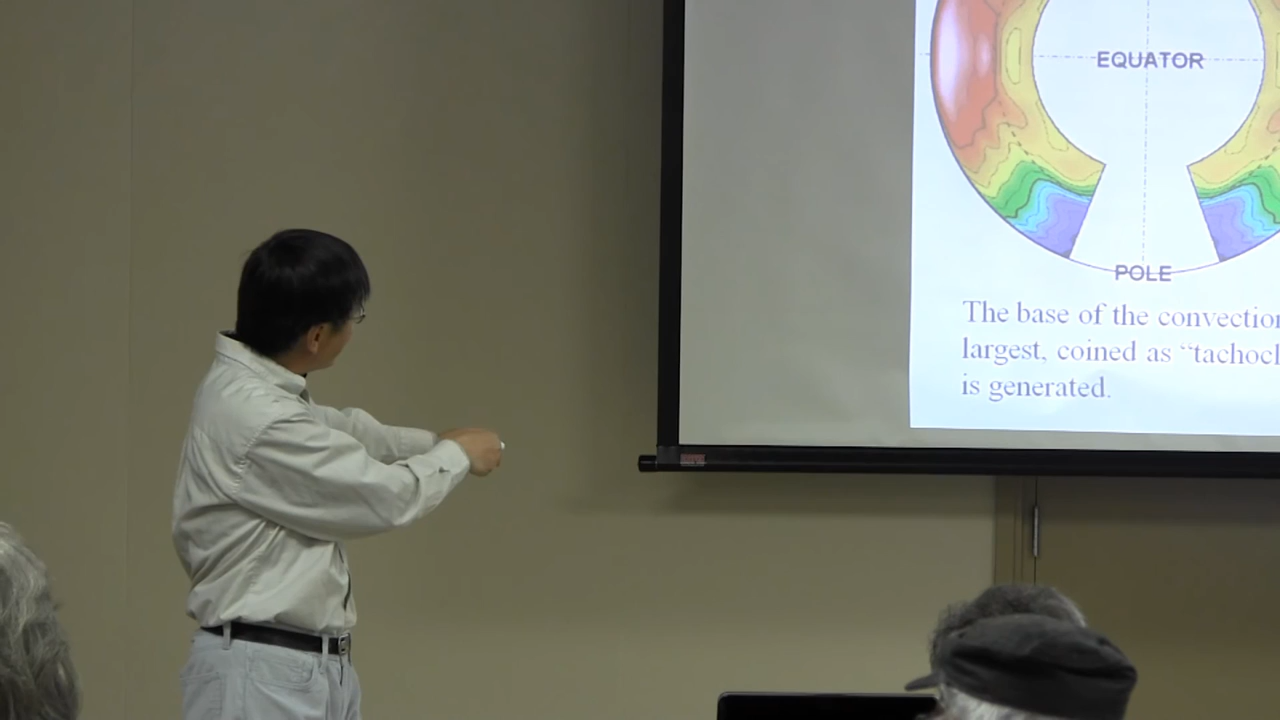 EQUATOR
POLE
The base of the convection
largest, coined as “tachocl
is generated.